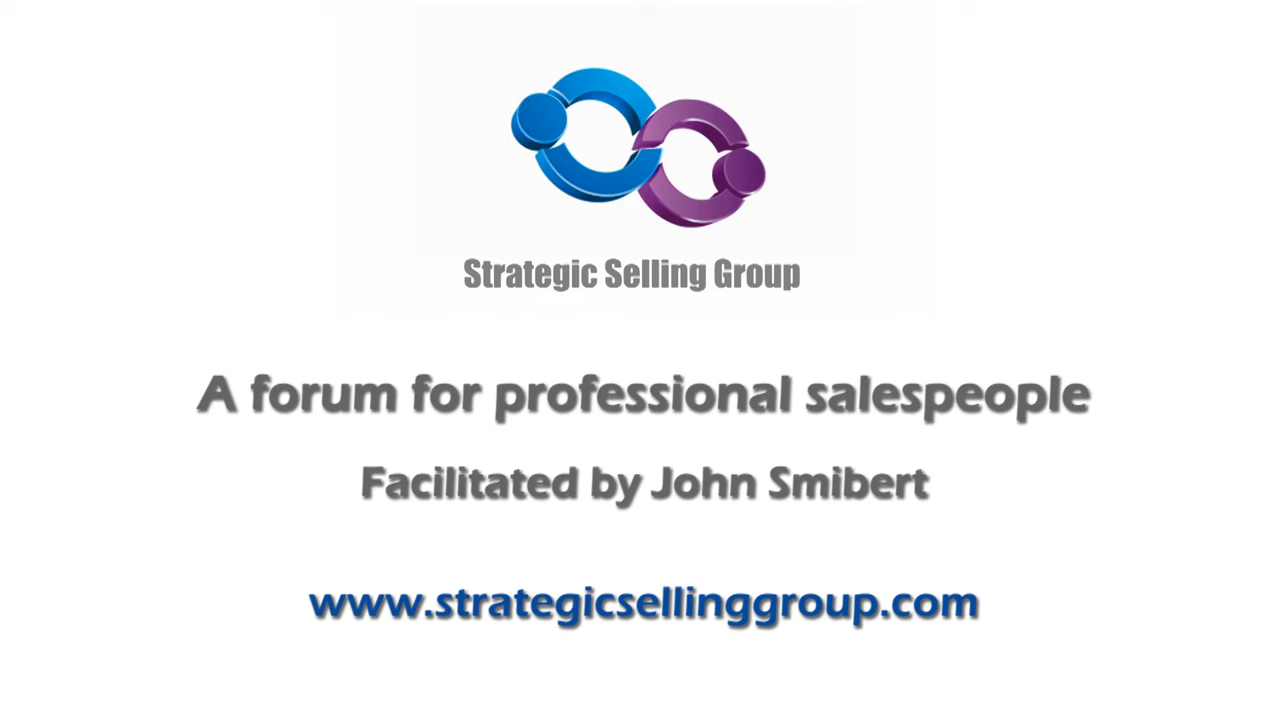 Strategic Selling Group
A forum for professional salespeople
Facilitated by John Smibert
www.strategicsellinggroup.com